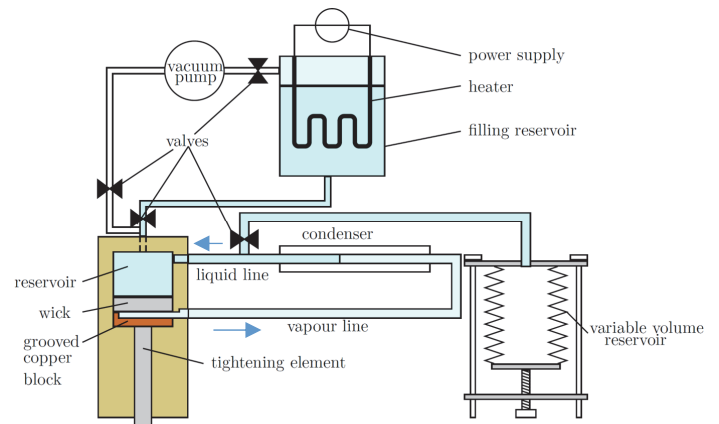 power supply
vacuum
pump
heater
filling reservoir
valves
condenser
reservoir
liquid line
wick
vapour line
variable volume
reservoir
grooved
copper
block
tightening element